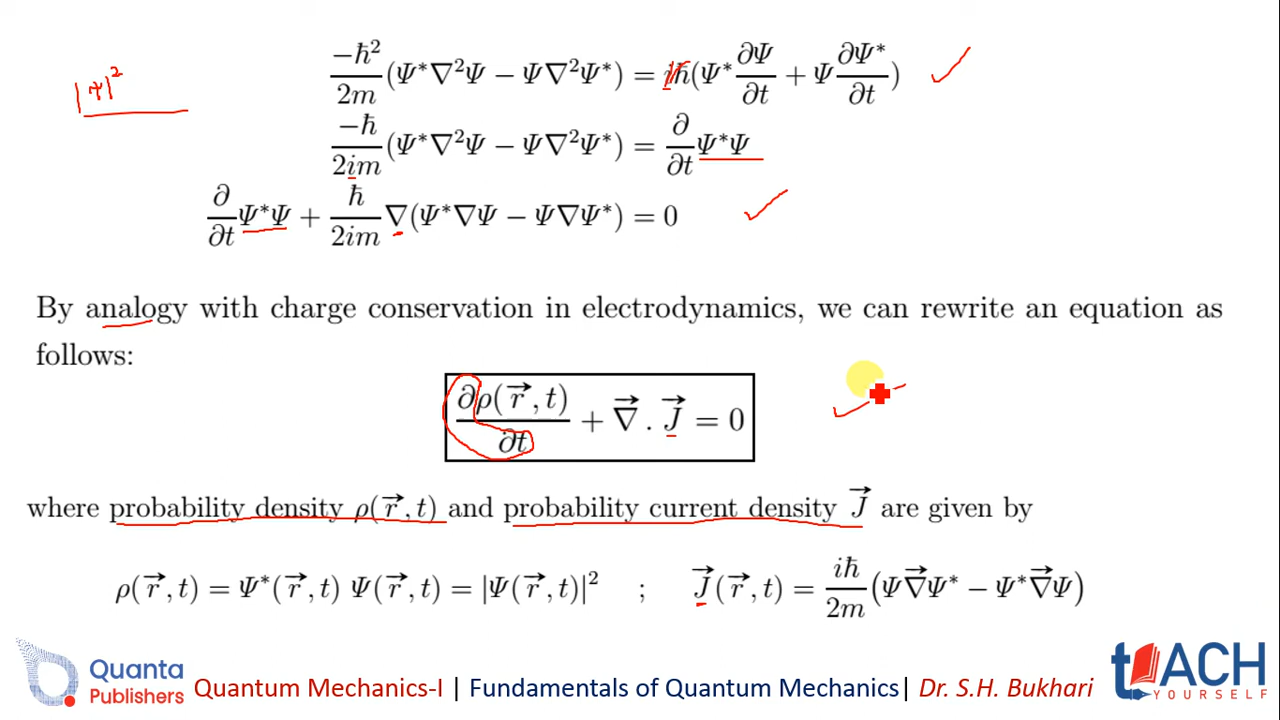 |Ψ|²
−ħ²/2m (Ψ*∇²Ψ − Ψ∇²Ψ*) = iħ(Ψ* ∂Ψ/∂t + Ψ ∂Ψ*/∂t)
−ħ/2im (Ψ*∇²Ψ − Ψ∇²Ψ*) = ∂/∂t Ψ*Ψ
∂/∂t Ψ*Ψ + ħ/2im ∇(Ψ*∇Ψ − Ψ∇Ψ*) = 0
By analogy with charge conservation in electrodynamics, we can rewrite an equation as
follows:
∂ρ(r⃗, t)/∂t + ∇⃗ . J⃗ = 0
where probability density ρ(r⃗, t) and probability current density J⃗ are given by
ρ(r⃗, t) = Ψ*(r⃗, t) Ψ(r⃗, t) = |Ψ(r⃗, t)|² ; J⃗(r⃗, t) = iħ/2m (Ψ∇⃗Ψ* − Ψ*∇⃗Ψ)
Quanta
Publishers
Quantum Mechanics-I | Fundamentals of Quantum Mechanics| Dr. S.H. Bukhari
tEACH
YOURSELF